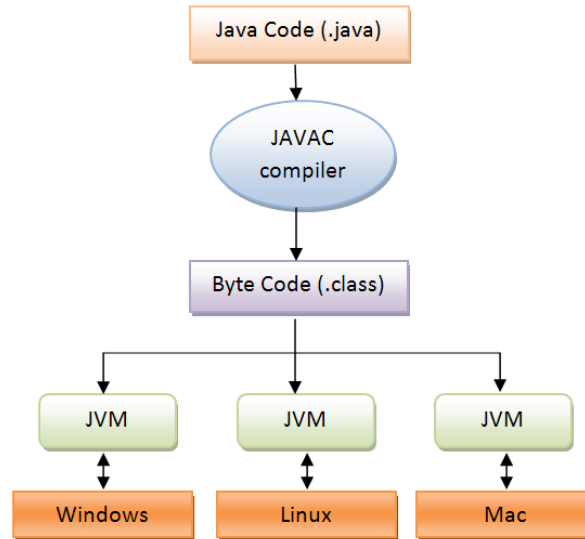 Java Code (.java)
JAVAC
compiler
Byte Code (.class)
JVM
JVM
JVM
Windows
Linux
Mac